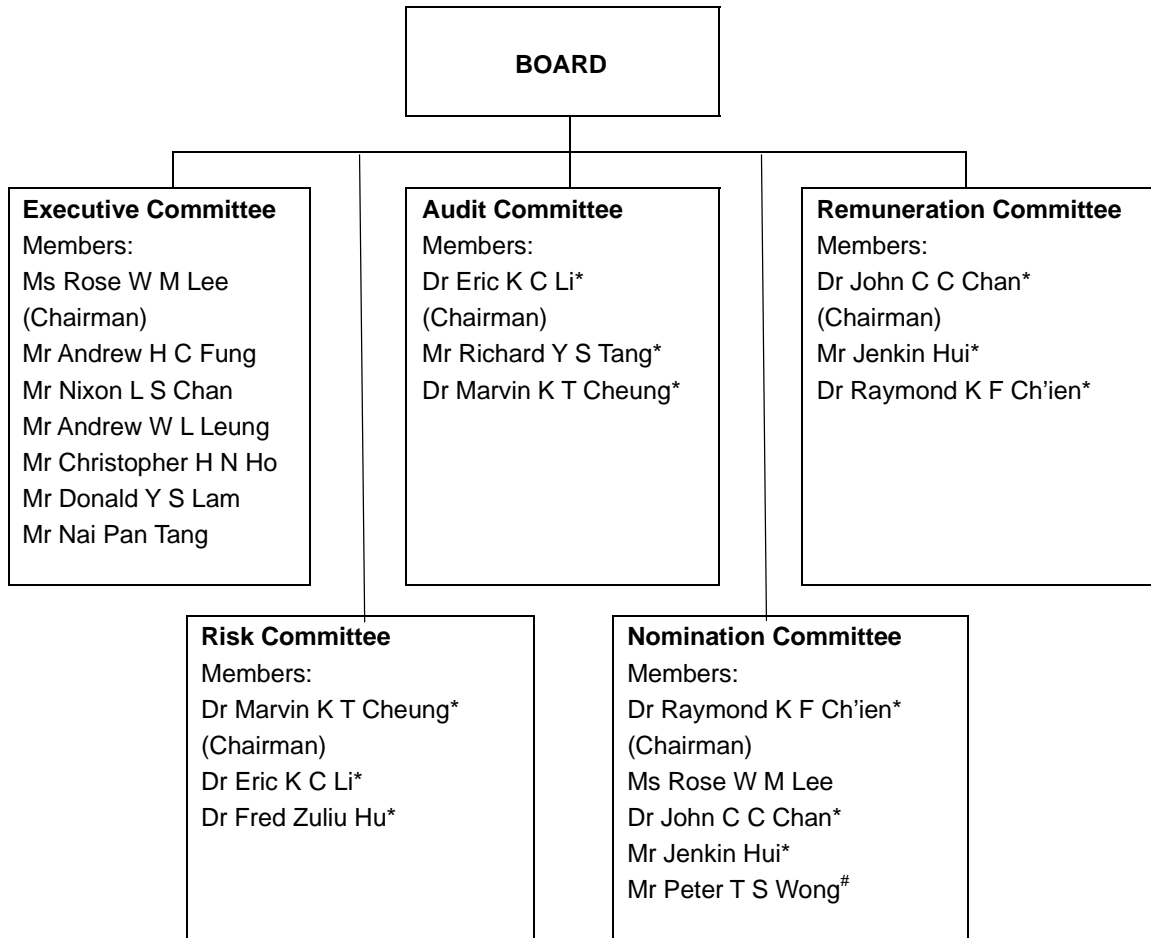 BOARD
Executive Committee
Members:
Ms Rose W M Lee
(Chairman)
Mr Andrew H C Fung
Mr Nixon L S Chan
Mr Andrew W L Leung
Mr Christopher H N Ho
Mr Donald Y S Lam
Mr Nai Pan Tang
Audit Committee
Members:
Dr Eric K C Li*
(Chairman)
Mr Richard Y S Tang*
Dr Marvin K T Cheung*
Remuneration Committee
Members:
Dr John C C Chan*
(Chairman)
Mr Jenkin Hui*
Dr Raymond K F Ch'ien*
Risk Committee
Members:
Dr Marvin K T Cheung*
(Chairman)
Dr Eric K C Li*
Dr Fred Zuliu Hu*
Nomination Committee
Members:
Dr Raymond K F Ch'ien*
(Chairman)
Ms Rose W M Lee
Dr John C C Chan*
Mr Jenkin Hui*
Mr Peter T S Wong#